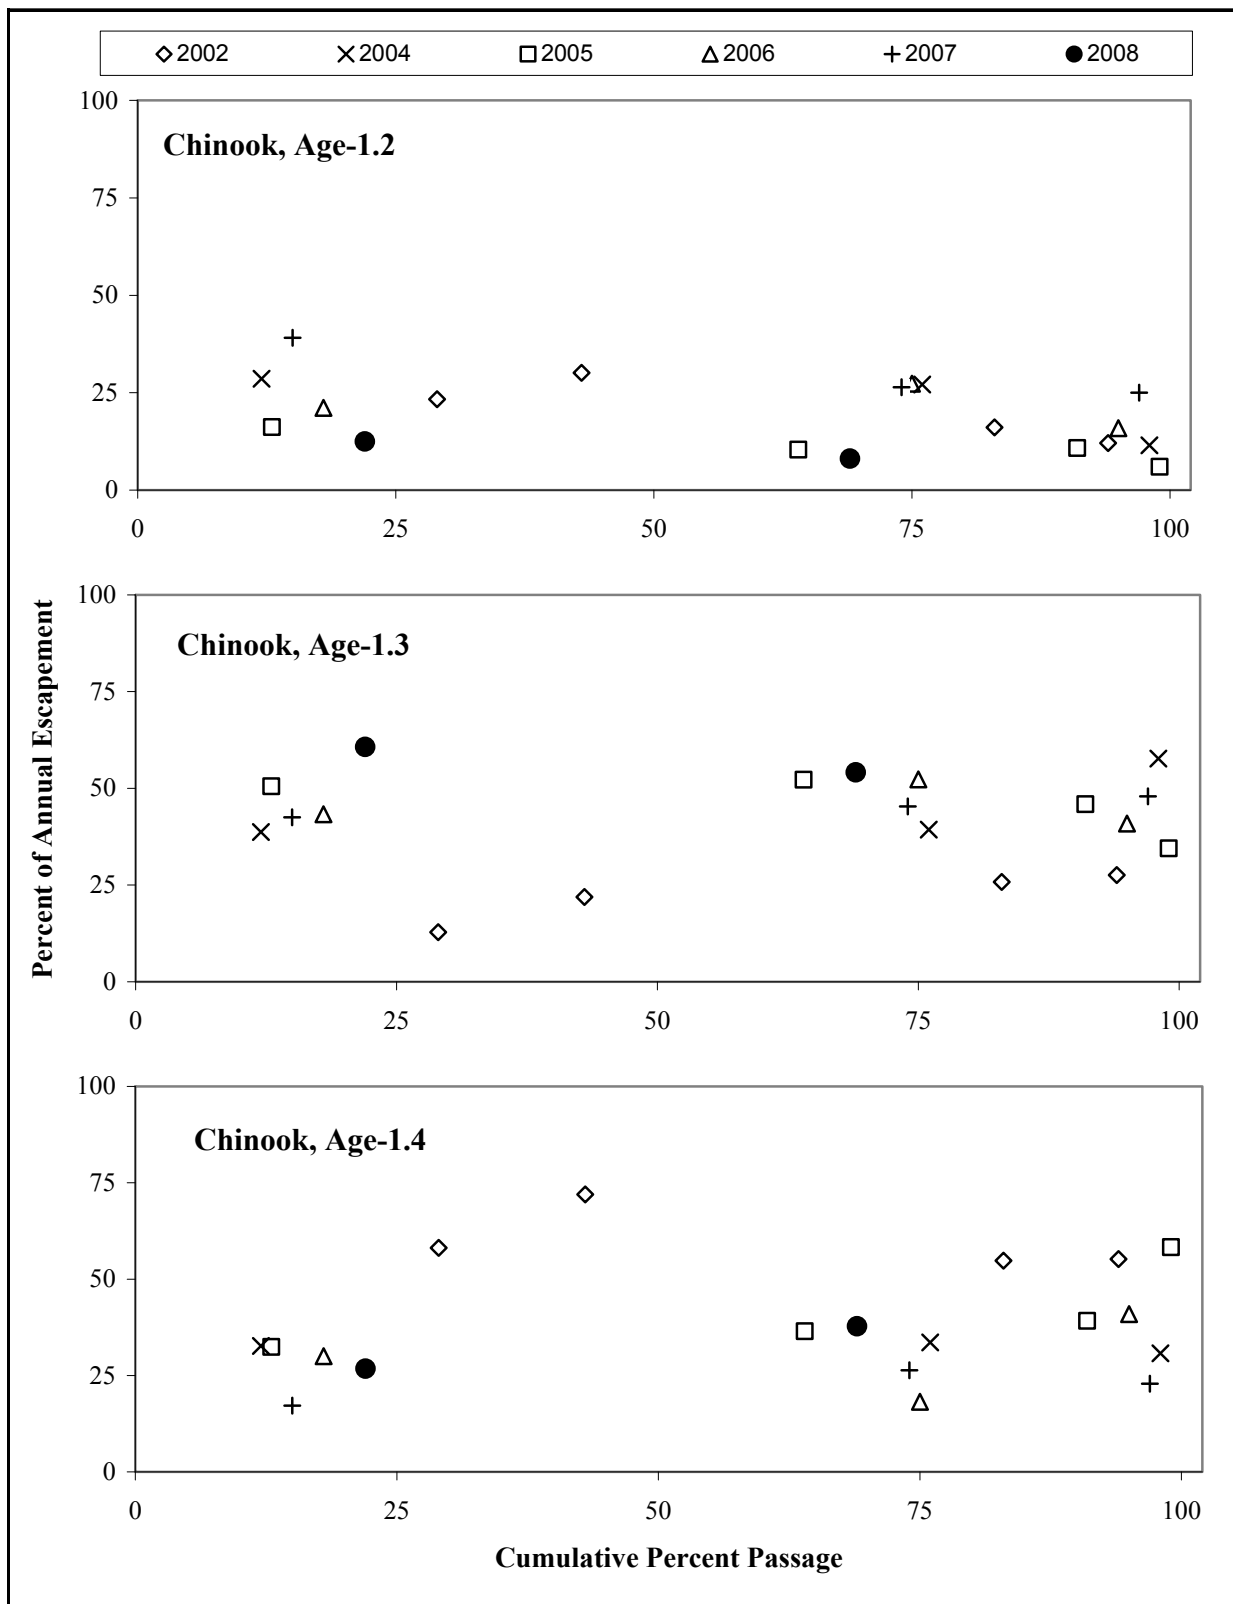 2002 2004 2005 2006 2007 2008
Chinook, Age-1.2
100
75
50
25
0
0 25 50 75 100
Chinook, Age-1.3
100
75
50
25
0
0 25 50 75 100
Percent of Annual Escapement
Chinook, Age-1.4
100
75
50
25
0
0 25 50 75 100
Cumulative Percent Passage